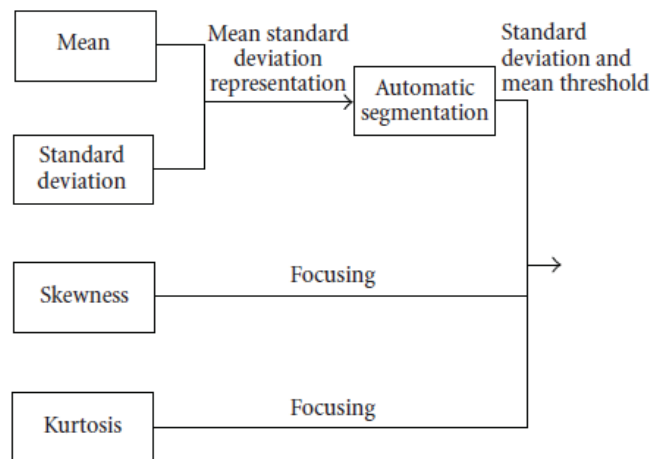 Mean
Mean standard
deviation
representation
Standard
deviation and
mean threshold
Automatic
segmentation
Standard
deviation
Skewness
Focusing
Kurtosis
Focusing